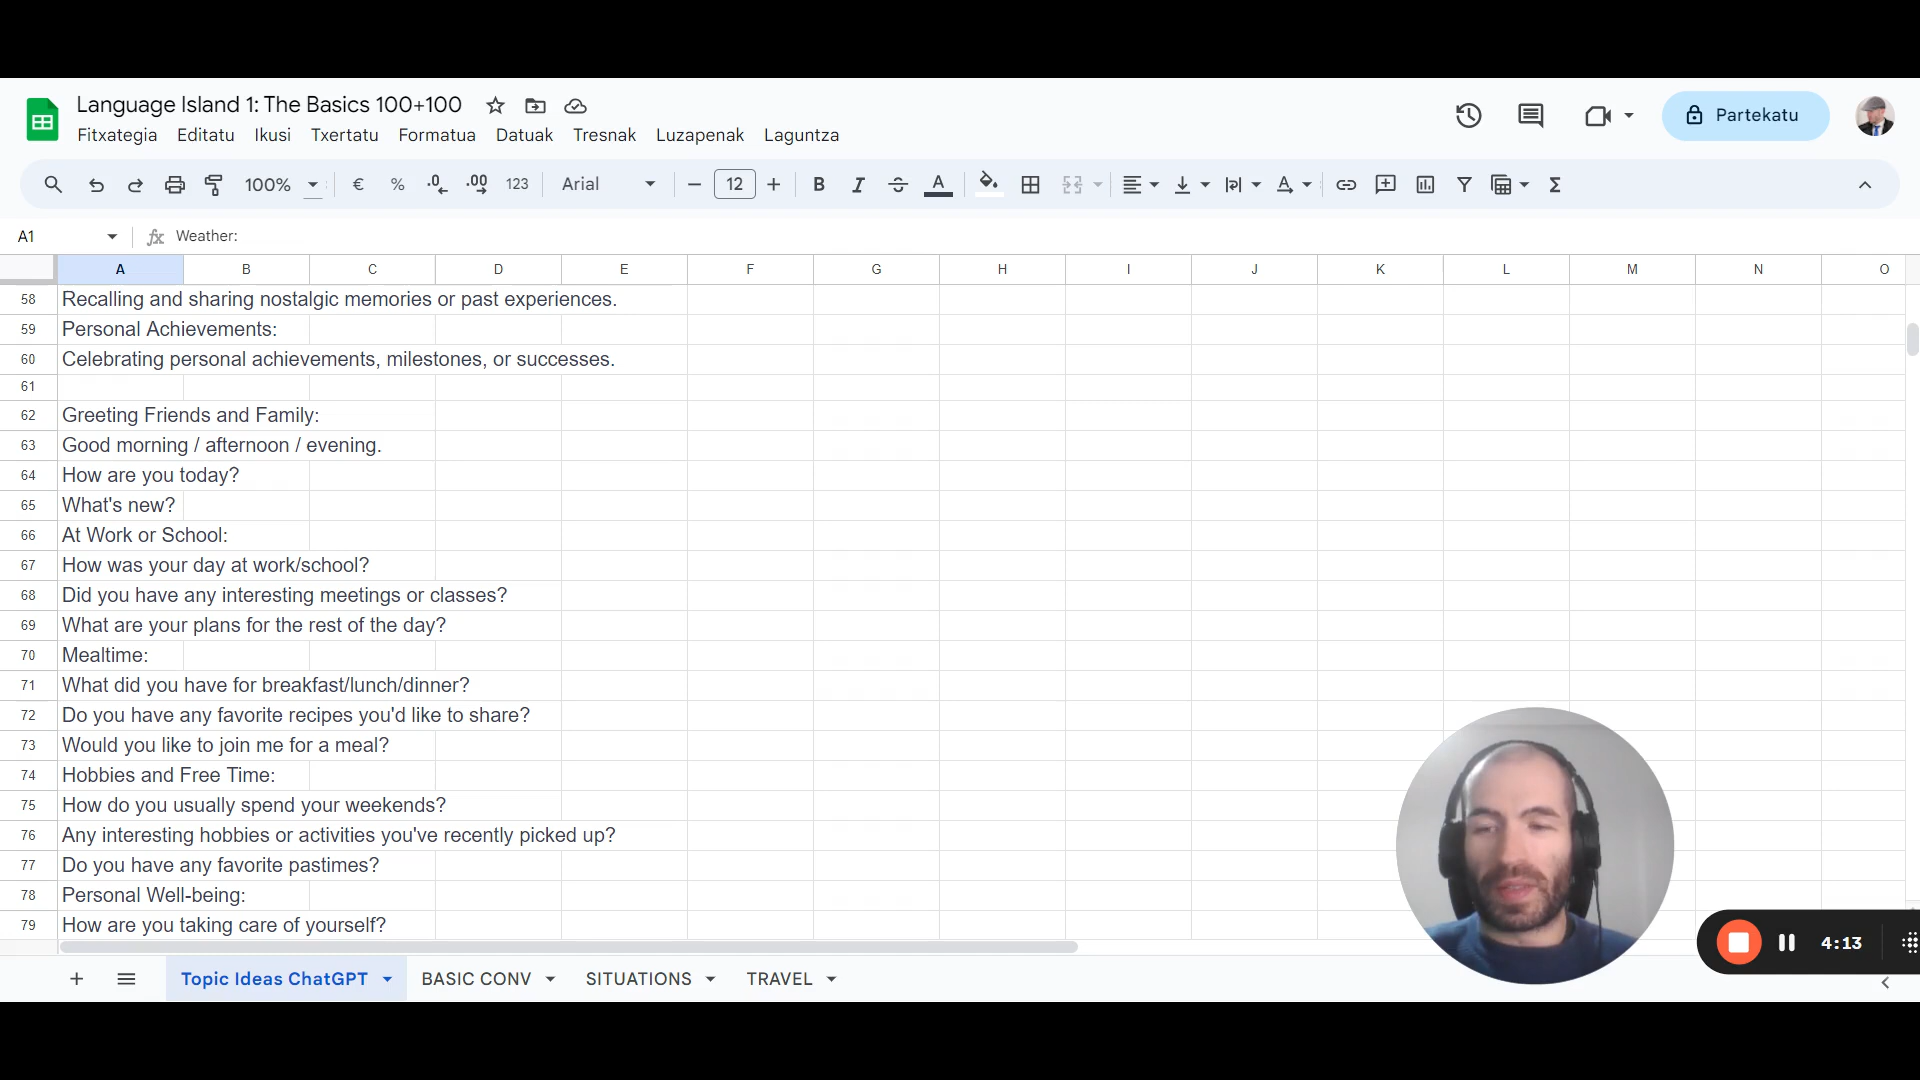 Language Island 1: The Basics 100+100
Fitxategia Editatu Ikusi Txertatu Formatua Datuak Tresnak Luzapenak Laguntza
Partekatu
100% € % .0 .00 123 Arial 12 B I A A Σ
A1 fx Weather:
A B C D E F G H I J K L M N O
58 Recalling and sharing nostalgic memories or past experiences.
59 Personal Achievements:
60 Celebrating personal achievements, milestones, or successes.
61
62 Greeting Friends and Family:
63 Good morning / afternoon / evening.
64 How are you today?
65 What's new?
66 At Work or School:
67 How was your day at work/school?
68 Did you have any interesting meetings or classes?
69 What are your plans for the rest of the day?
70 Mealtime:
71 What did you have for breakfast/lunch/dinner?
72 Do you have any favorite recipes you'd like to share?
73 Would you like to join me for a meal?
74 Hobbies and Free Time:
75 How do you usually spend your weekends?
76 Any interesting hobbies or activities you've recently picked up?
77 Do you have any favorite pastimes?
78 Personal Well-being:
79 How are you taking care of yourself?
4:13
Topic Ideas ChatGPT BASIC CONV SITUATIONS TRAVEL